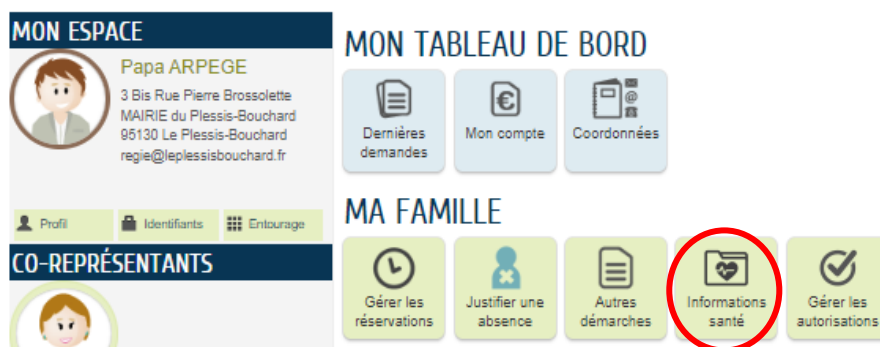 MON ESPACE
Papa ARPEGE
3 Bis Rue Pierre Brossolette
MAIRIE du Plessis-Bouchard
95130 Le Plessis-Bouchard
regie@leplessisbouchard.fr
Profil
Identifiants
Entourage
CO-REPRÉSENTANTS
MON TABLEAU DE BORD
Dernières
demandes
Mon compte
Coordonnées
MA FAMILLE
Gérer les
réservations
Justifier une
absence
Autres
démarches
Informations
santé
Gérer les
autorisations